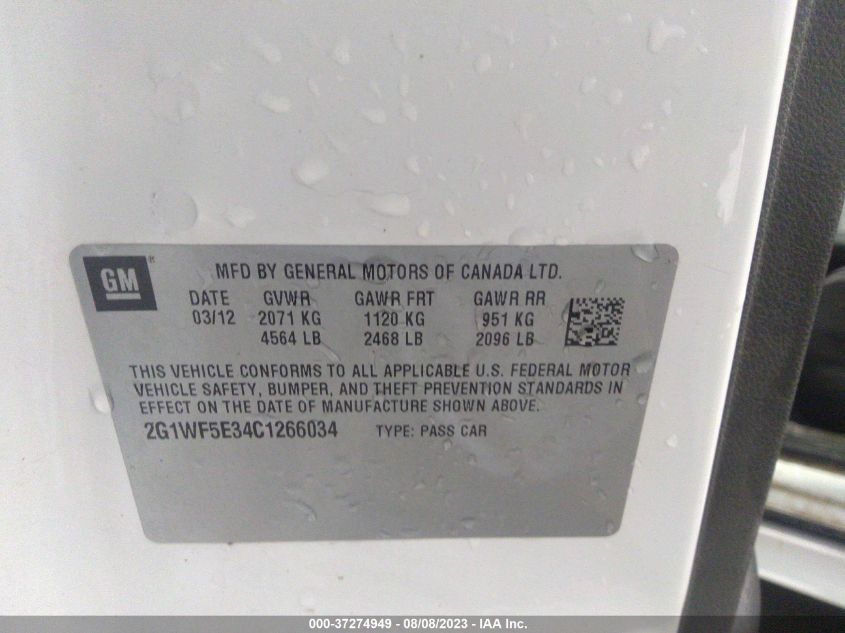 GM ®
MFD BY GENERAL MOTORS OF CANADA LTD.
DATE GVWR GAWR FRT GAWR RR
03/12 2071 KG 1120 KG 951 KG
4564 LB 2468 LB 2096 LB
THIS VEHICLE CONFORMS TO ALL APPLICABLE U.S. FEDERAL MOTOR
VEHICLE SAFETY, BUMPER, AND THEFT PREVENTION STANDARDS IN
EFFECT ON THE DATE OF MANUFACTURE SHOWN ABOVE.
2G1WF5E34C1266034 TYPE: PASS CAR
000-37274949 - 08/08/2023 - IAA Inc.